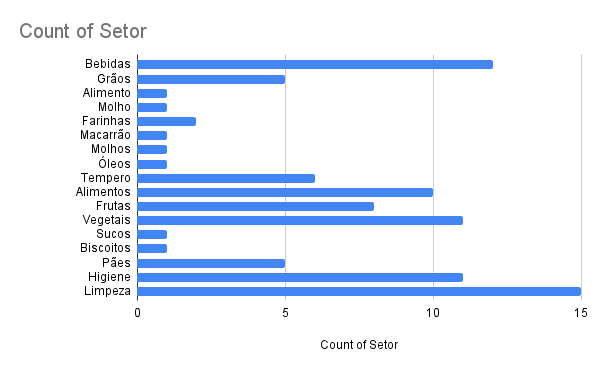 Count of Setor
Bebidas
Grãos
Alimento
Molho
Farinhas
Macarrão
Molhos
Óleos
Tempero
Alimentos
Frutas
Vegetais
Sucos
Biscoitos
Pães
Higiene
Limpeza
0 5 10 15
Count of Setor